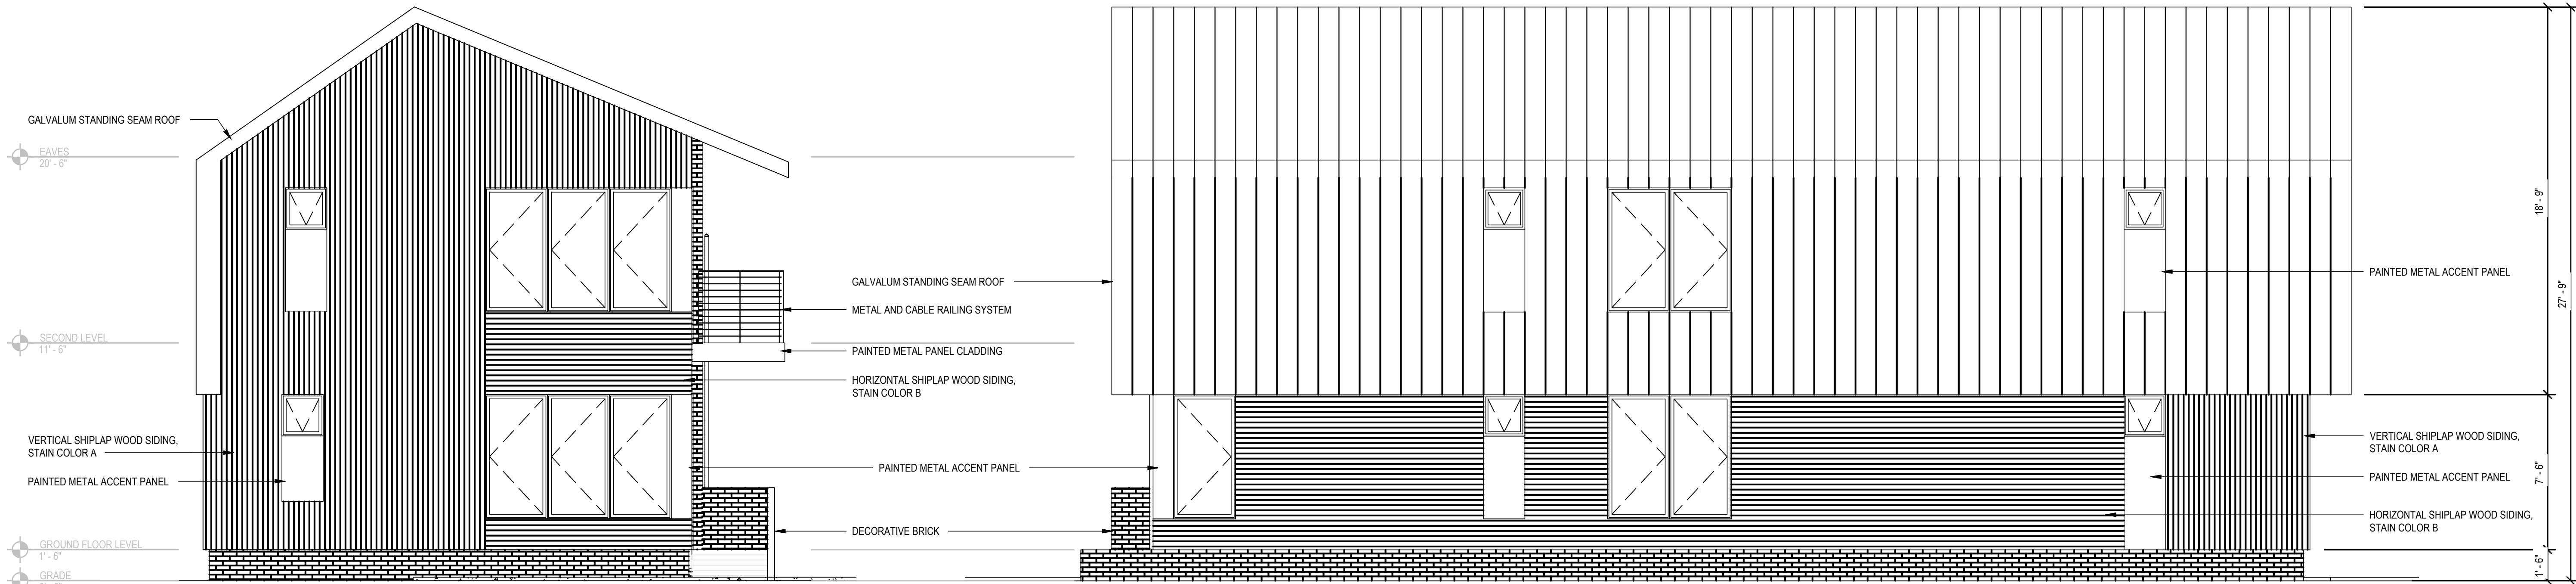 GALVALUM STANDING SEAM ROOF
EAVES
20' - 6"
SECOND LEVEL
11' - 6"
VERTICAL SHIPLAP WOOD SIDING,
STAIN COLOR A
PAINTED METAL ACCENT PANEL
GROUND FLOOR LEVEL
1' - 6"
GRADE
GALVALUM STANDING SEAM ROOF
METAL AND CABLE RAILING SYSTEM
PAINTED METAL PANEL CLADDING
HORIZONTAL SHIPLAP WOOD SIDING,
STAIN COLOR B
PAINTED METAL ACCENT PANEL
DECORATIVE BRICK
PAINTED METAL ACCENT PANEL
VERTICAL SHIPLAP WOOD SIDING,
STAIN COLOR A
PAINTED METAL ACCENT PANEL
HORIZONTAL SHIPLAP WOOD SIDING,
STAIN COLOR B
18' - 9"
27' - 9"
7' - 6"
1' - 6"